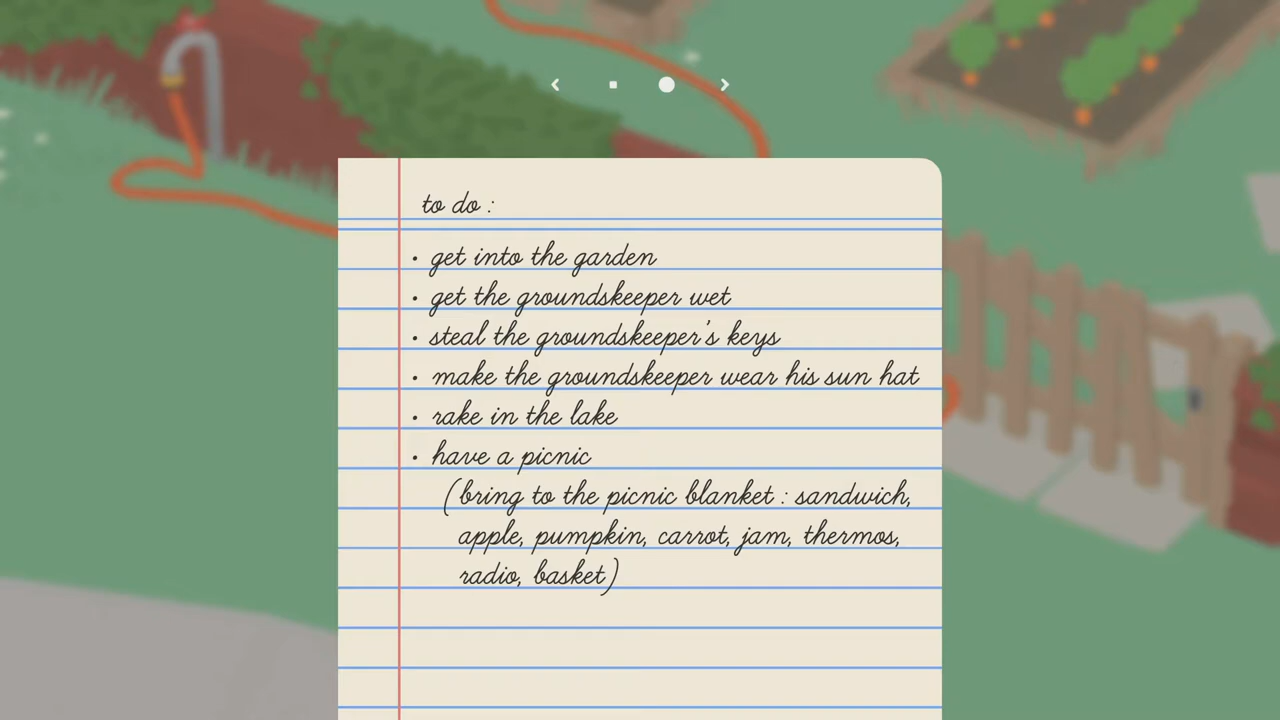 to do :
• get into the garden
• get the groundskeeper wet
• steal the groundskeeper's keys
• make the groundskeeper wear his sun hat
• rake in the lake
• have a picnic
(bring to the picnic blanket : sandwich,
apple, pumpkin, carrot, jam, thermos,
radio, basket)